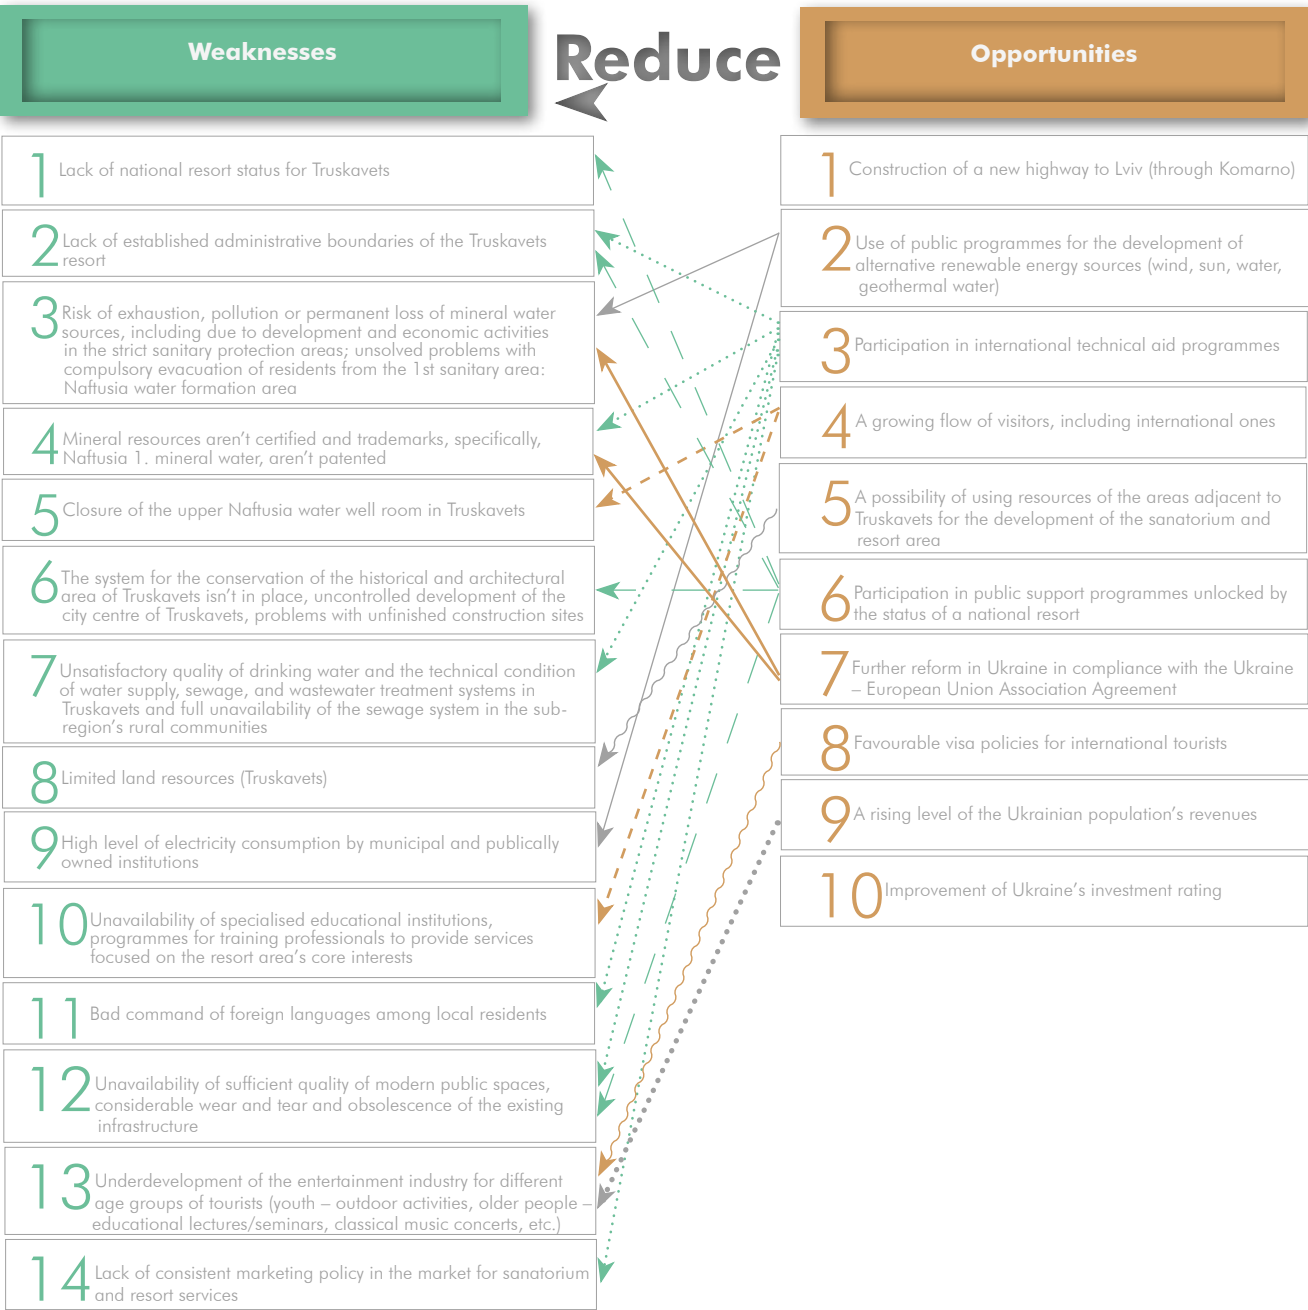 Weaknesses
Reduce
Opportunities
1 Lack of national resort status for Truskavets
2 Lack of established administrative boundaries of the Truskavets
resort
3 Risk of exhaustion, pollution or permanent loss of mineral water
sources, including due to development and economic activities
in the strict sanitary protection areas; unsolved problems with
compulsory evacuation of residents from the 1st sanitary area:
Naftusia water formation area
4 Mineral resources aren’t certified and trademarks, specifically,
Naftusia 1. mineral water, aren’t patented
5 Closure of the upper Naftusia water well room in Truskavets
6 The system for the conservation of the historical and architectural
area of Truskavets isn’t in place, uncontrolled development of the
city centre of Truskavets, problems with unfinished construction sites
7 Unsatisfactory quality of drinking water and the technical condition
of water supply, sewage, and wastewater treatment systems in
Truskavets and full unavailability of the sewage system in the sub-
region’s rural communities
8 Limited land resources (Truskavets)
9 High level of electricity consumption by municipal and publically
owned institutions
10 Unavailability of specialised educational institutions,
programmes for training professionals to provide services
focused on the resort area’s core interests
11 Bad command of foreign languages among local residents
12 Unavailability of sufficient quality of modern public spaces,
considerable wear and tear and obsolescence of the existing
infrastructure
13 Underdevelopment of the entertainment industry for different
age groups of tourists (youth – outdoor activities, older people –
educational lectures/seminars, classical music concerts, etc.)
14 Lack of consistent marketing policy in the market for sanatorium
and resort services
1 Construction of a new highway to Lviv (through Komarno)
2 Use of public programmes for the development of
alternative renewable energy sources (wind, sun, water,
geothermal water)
3 Participation in international technical aid programmes
4 A growing flow of visitors, including international ones
5 A possibility of using resources of the areas adjacent to
Truskavets for the development of the sanatorium and
resort area
6 Participation in public support programmes unlocked by
the status of a national resort
7 Further reform in Ukraine in compliance with the Ukraine
– European Union Association Agreement
8 Favourable visa policies for international tourists
9 A rising level of the Ukrainian population’s revenues
10 Improvement of Ukraine’s investment rating